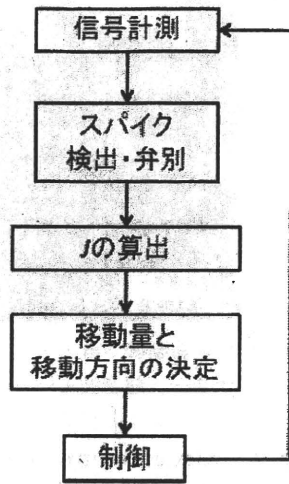 信号計測
スパイク
検出・弁別
Jの算出
移動量と
移動方向の決定
制御